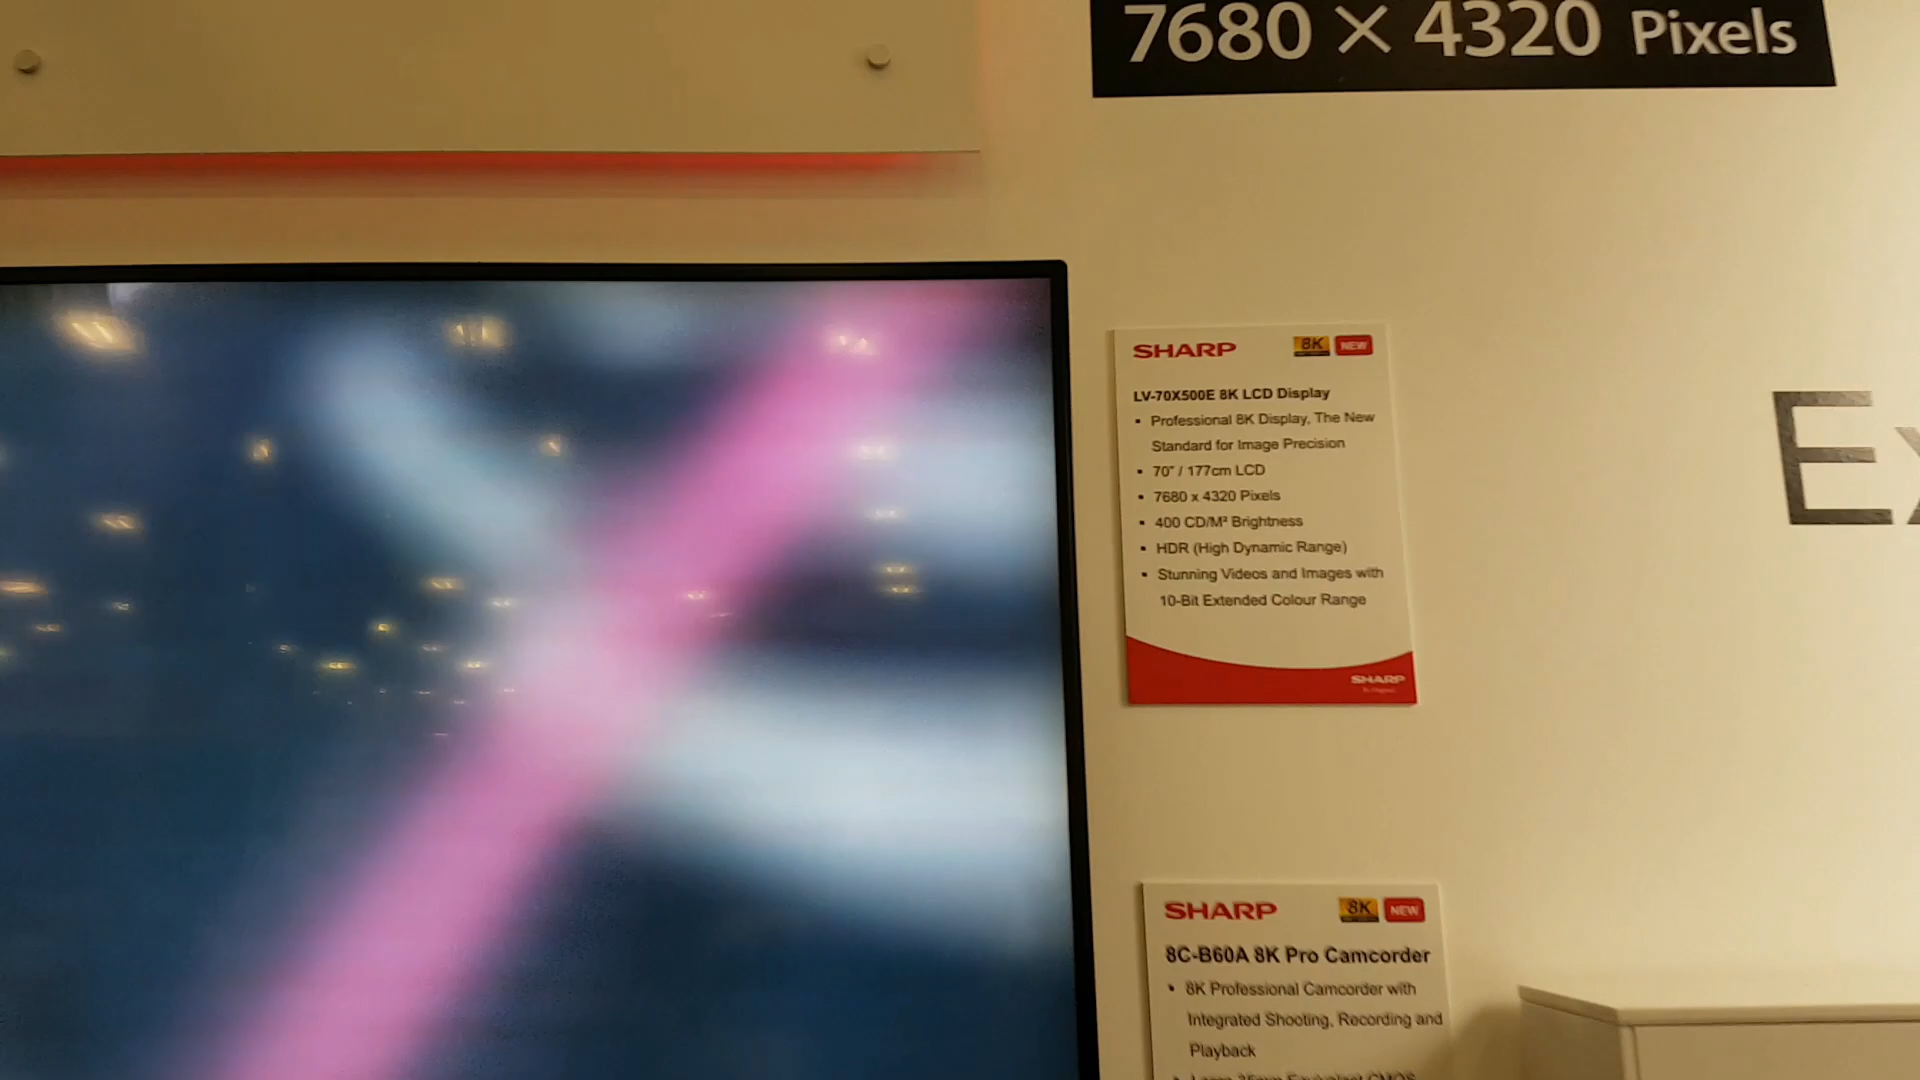 7680 × 4320 Pixels
SHARP 8K NEW
LV-70X500E 8K LCD Display
• Professional 8K Display, The New
Standard for Image Precision
• 70" / 177cm LCD
• 7680 x 4320 Pixels
• 400 CD/M² Brightness
• HDR (High Dynamic Range)
• Stunning Videos and Images with
10-Bit Extended Colour Range
SHARP
SHARP 8K NEW
8C-B60A 8K Pro Camcorder
• 8K Professional Camcorder with
Integrated Shooting, Recording and
Playback